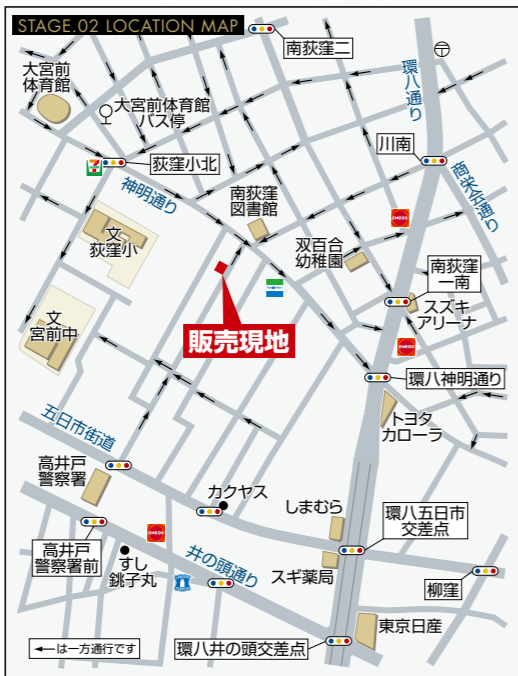 STAGE.02 LOCATION MAP
南荻窪二
大宮前
体育館
大宮前体育館
バス停
環八通り
荻窪小北
川南
神明通り
南荻窪
図書館
商栄会通り
ENEOS
文
荻窪小
双百合
幼稚園
南荻窪
一南
スズキ
アリーナ
文
宮前中
販売現地
ENEOS
環八神明通り
五日市街道
トヨタ
カローラ
高井戸
警察署
カクヤス
しまむら
環八五日市
交差点
ENEOS
高井戸
警察署前
すし
銚子丸
井の頭通り
スギ薬局
柳窪
東京日産
←は一方通行です
環八井の頭交差点